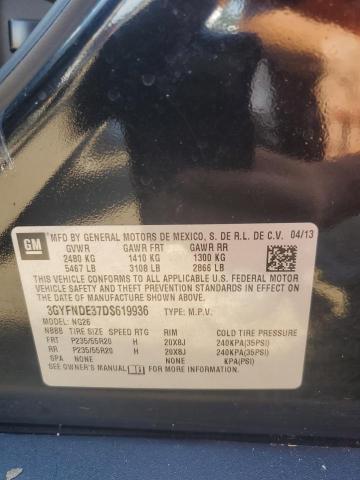 GM
MFD BY GENERAL MOTORS DE MEXICO, S. DE R.L. DE C.V. 04/13
GVWR GAWR FRT GAWR RR
2480 KG 1410 KG 1300 KG
5467 LB 3108 LB 2866 LB
THIS VEHICLE CONFORMS TO ALL APPLICABLE U.S. FEDERAL MOTOR
VEHICLE SAFETY AND THEFT PREVENTION STANDARDS IN
EFFECT ON THE DATE OF MANUFACTURE SHOWN ABOVE.
3GYFNDE37DS619936 TYPE: M.P.V.
MODEL: NG26
NBBB TIRE SIZE SPEED RTG RIM COLD TIRE PRESSURE
FRT P235/55R20 H 20X8J 240KPA(35PSI)
RR P235/55R20 H 20X8J 240KPA(35PSI)
SPA NONE NONE KPA(PSI)
SEE OWNER'S MANUAL FOR ADDITIONAL INFORMATION